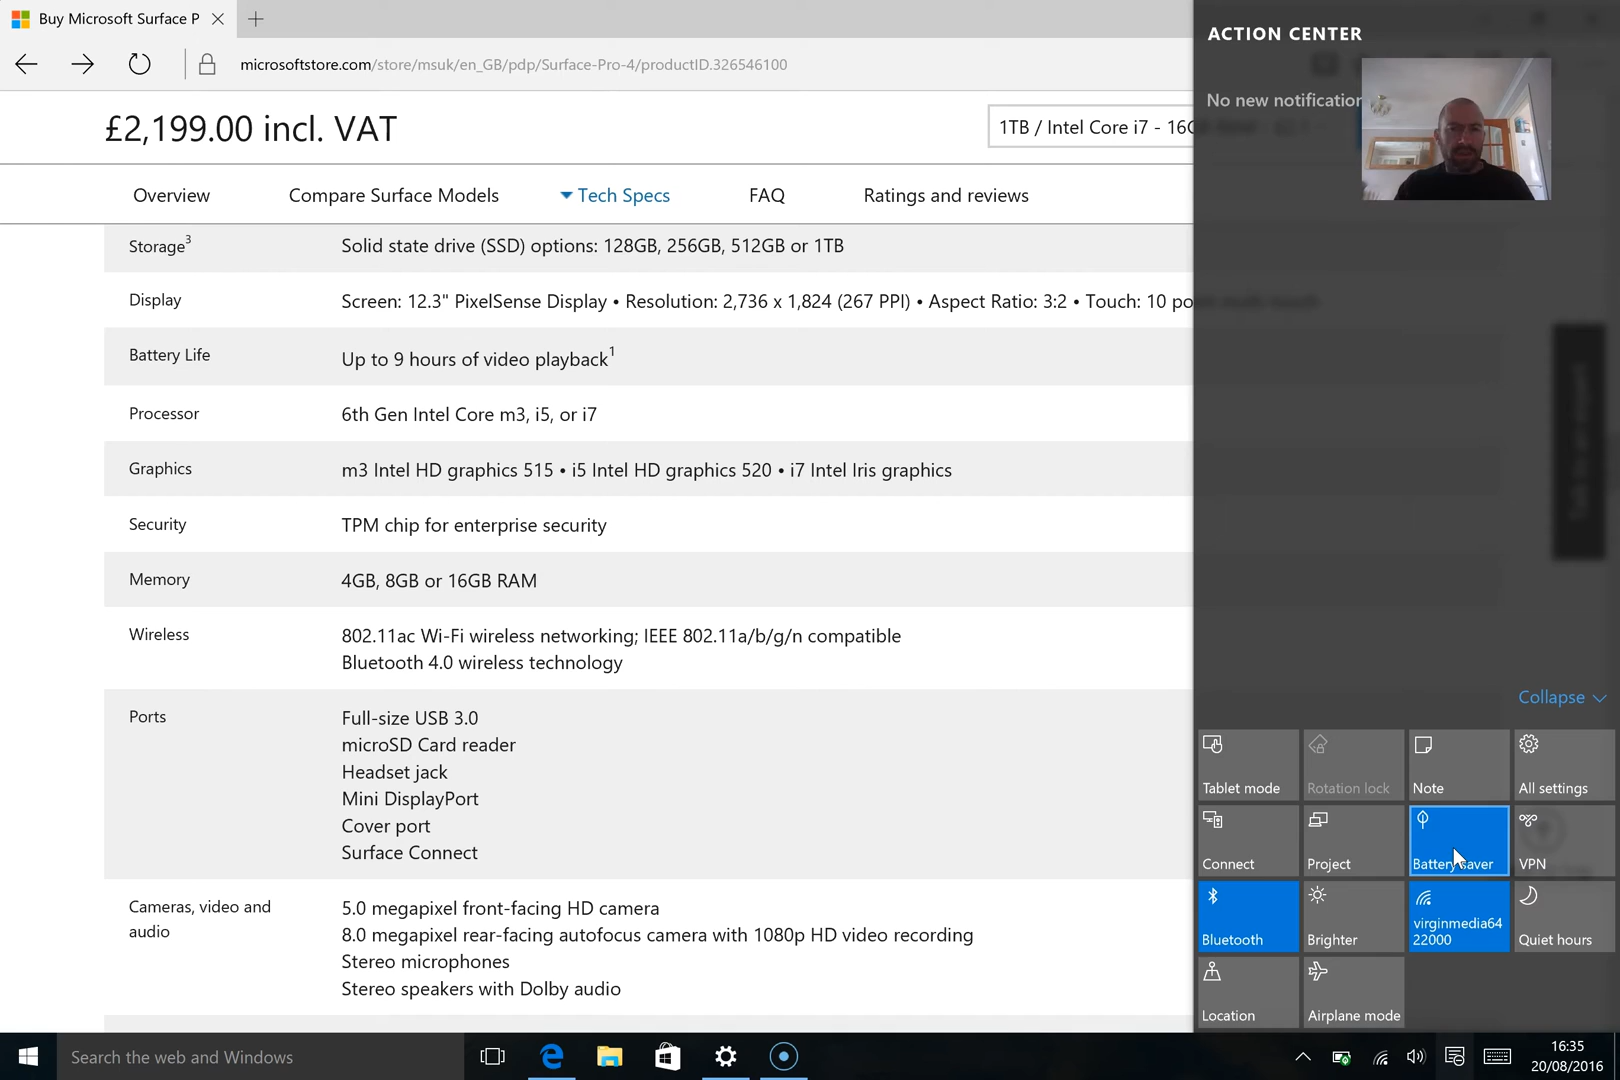 Buy Microsoft Surface P
ACTION CENTER
microsoftstore.com/store/msuk/en_GB/pdp/Surface-Pro-4/productID.326546100
No new notification
£2,199.00 incl. VAT
1TB / Intel Core i7 - 16G
Overview
Compare Surface Models
Tech Specs
FAQ
Ratings and reviews
Storage3
Solid state drive (SSD) options: 128GB, 256GB, 512GB or 1TB
Display
Screen: 12.3" PixelSense Display • Resolution: 2,736 x 1,824 (267 PPI) • Aspect Ratio: 3:2 • Touch: 10 point multi-touch
Battery Life
Up to 9 hours of video playback1
Processor
6th Gen Intel Core m3, i5, or i7
Graphics
m3 Intel HD graphics 515 • i5 Intel HD graphics 520 • i7 Intel Iris graphics
Security
TPM chip for enterprise security
Memory
4GB, 8GB or 16GB RAM
Wireless
802.11ac Wi-Fi wireless networking; IEEE 802.11a/b/g/n compatible
Bluetooth 4.0 wireless technology
Ports
Full-size USB 3.0
microSD Card reader
Headset jack
Mini DisplayPort
Cover port
Surface Connect
Cameras, video and
audio
5.0 megapixel front-facing HD camera
8.0 megapixel rear-facing autofocus camera with 1080p HD video recording
Stereo microphones
Stereo speakers with Dolby audio
Collapse
Tablet mode
Rotation lock
Note
All settings
Connect
Project
Battery saver
VPN
Bluetooth
Brighter
virginmedia64
22000
Quiet hours
Location
Airplane mode
Search the web and Windows
16:35
20/08/2016